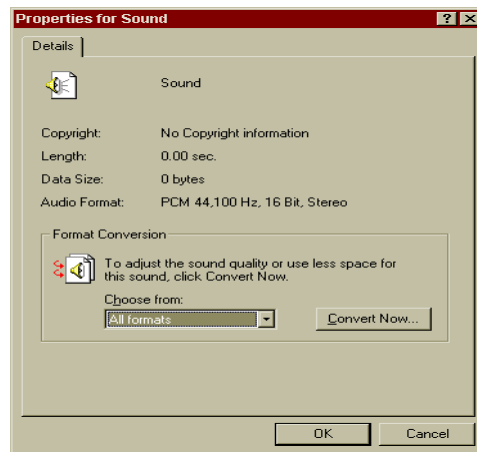 Properties for Sound
Details
Sound
Copyright: No Copyright information
Length: 0.00 sec.
Data Size: 0 bytes
Audio Format: PCM 44,100 Hz, 16 Bit, Stereo
Format Conversion
To adjust the sound quality or use less space for
this sound, click Convert Now.
Choose from:
All formats
Convert Now...
OK Cancel